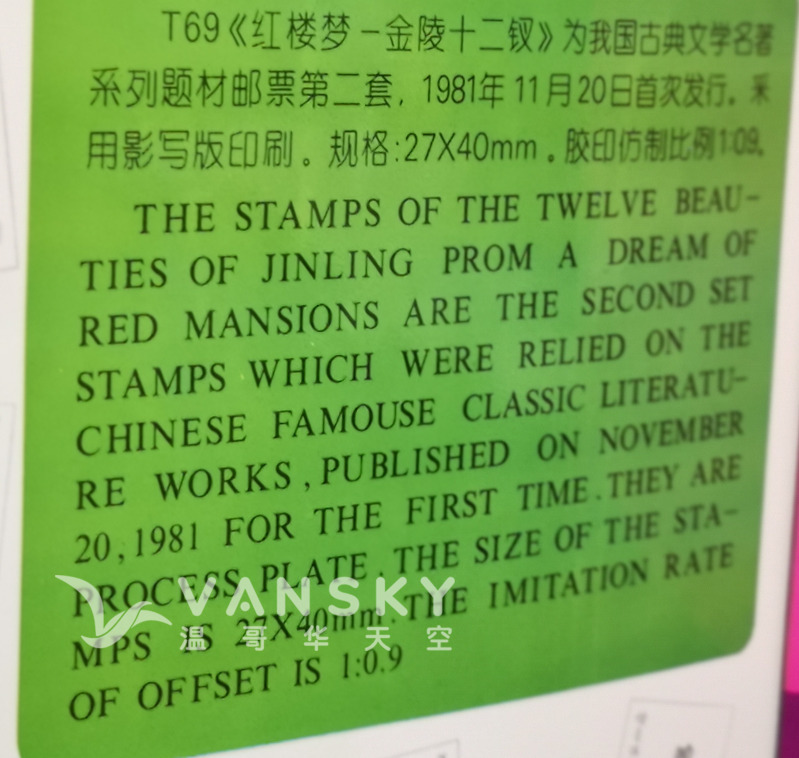 T69《红楼梦－金陵十二钗》为我国古典文学名著
系列题材邮票第二套，1981年11月20日首次发行。采
用影写版印刷。规格:27X40mm。胶印仿制比例1:09。
THE STAMPS OF THE TWELVE BEAU-
TIES OF JINLING PROM A DREAM OF
RED MANSIONS ARE THE SECOND SET
STAMPS WHICH WERE RELIED ON THE
CHINESE FAMOUSE CLASSIC LITERATU-
RE WORKS,PUBLISHED ON NOVEMBER
20,1981 FOR THE FIRST TIME.THEY ARE
PROCESS PLATE.THE SIZE OF THE STA-
MPS IS 27X40mm.THE IMITATION RATE
OF OFFSET IS 1:0.9
VANSKY
温哥华天空